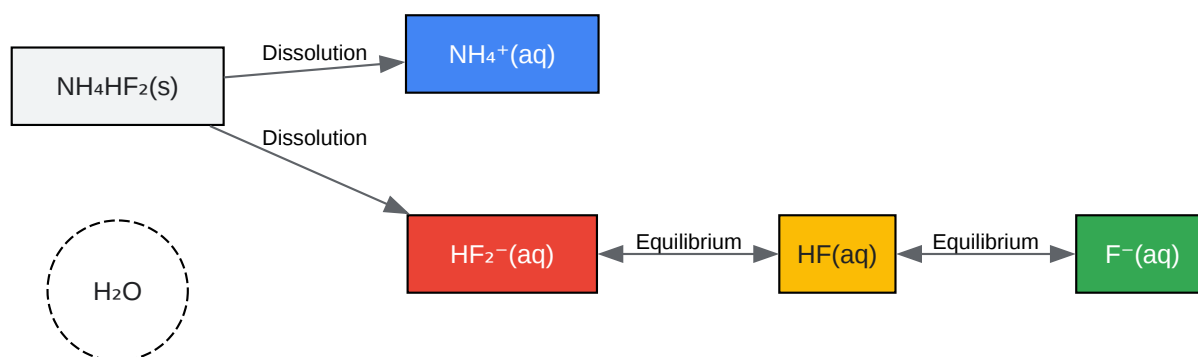 Dissolution
NH₄⁺(aq)
NH₄HF₂(s)
Dissolution
HF₂⁻(aq)
Equilibrium
HF(aq)
Equilibrium
F⁻(aq)
H₂O